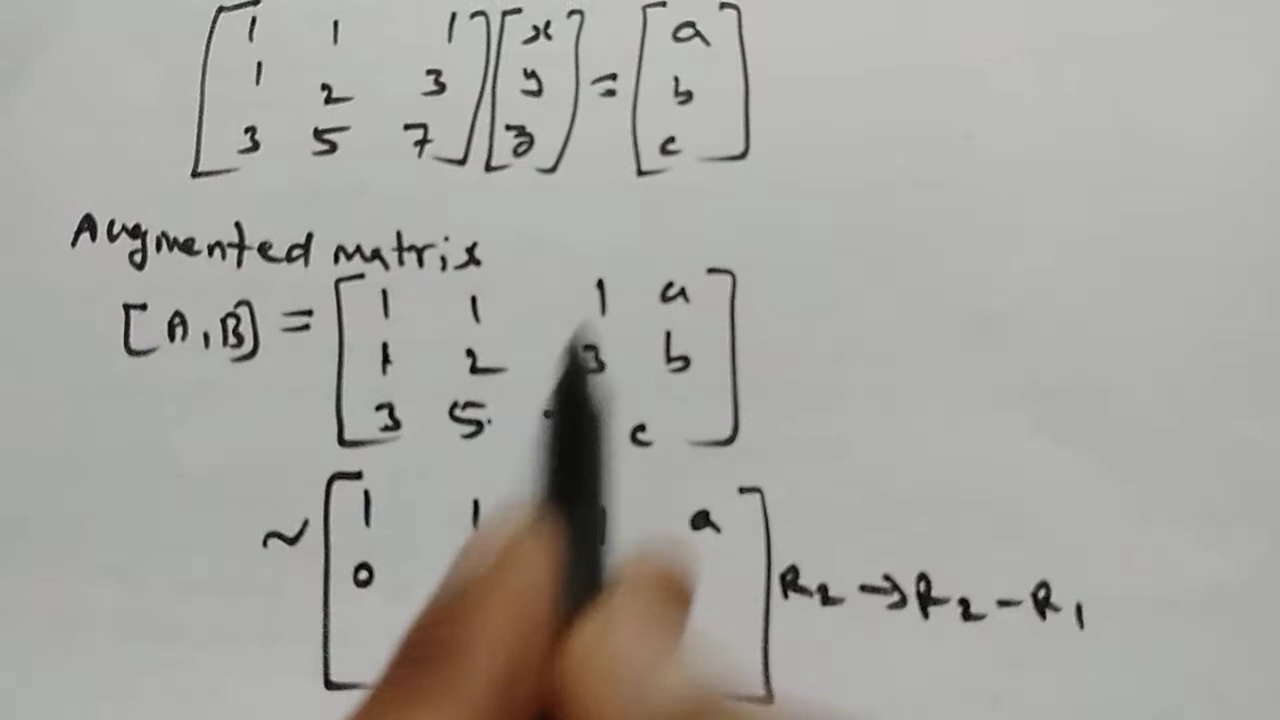 1 1 1 x a
1 2 3 y = b
3 5 7 z c
Augmented matrix
[A,B] = 1 1 1 a
1 2 3 b
3 5 c
~ 1 1 a
0 R2 → R2 - R1